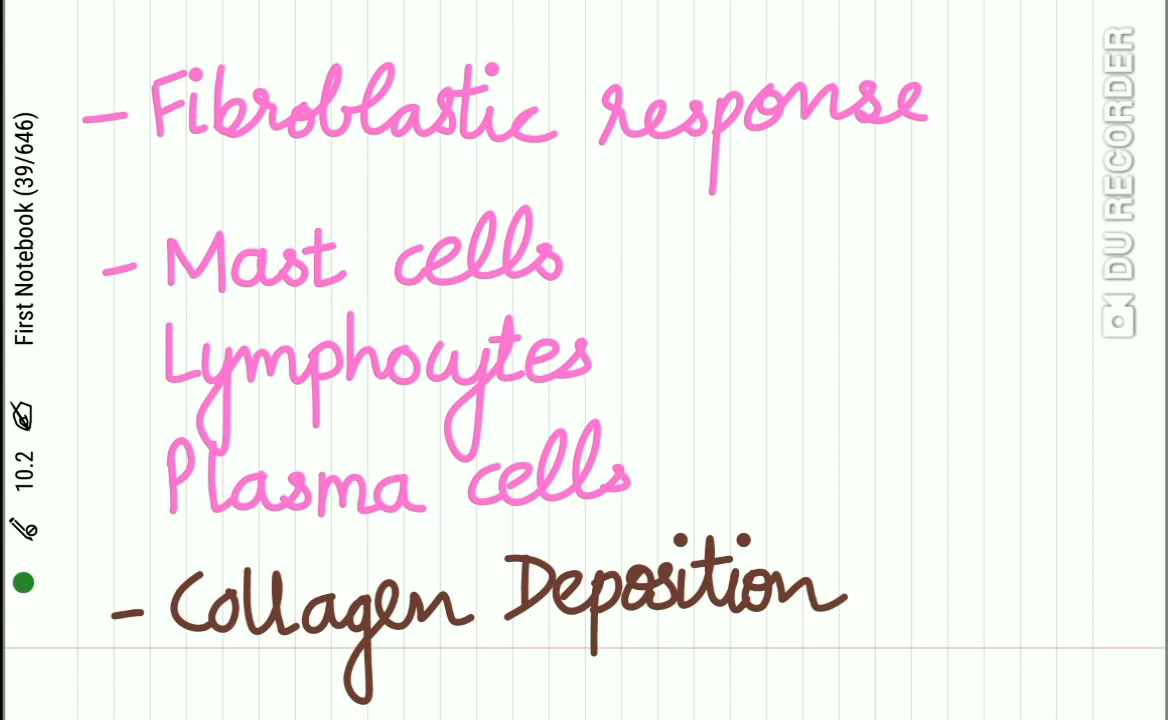 – Fibroblastic response
– Mast cells
Lymphocytes
Plasma cells
– Collagen Deposition
First Notebook (39/646)
10.2
DU RECORDER